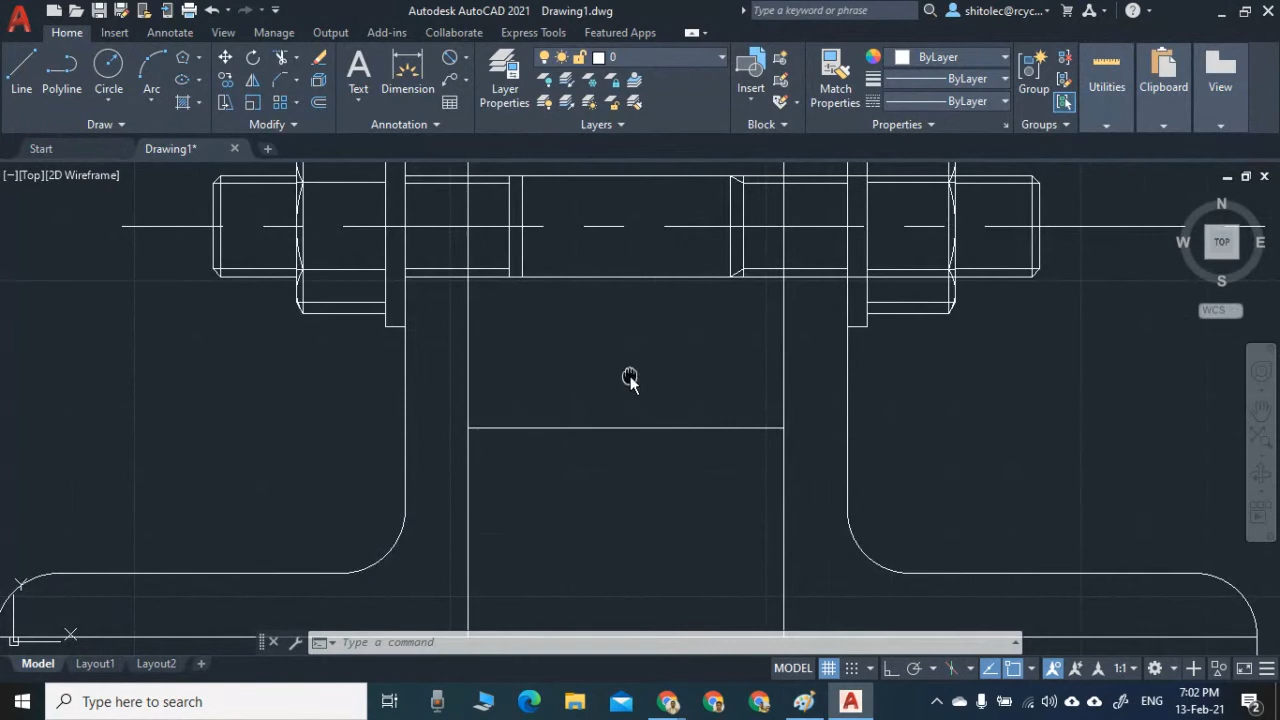 Autodesk AutoCAD 2021 Drawing1.dwg
Type a keyword or phrase
shitolec@rcyc...
Home Insert Annotate View Manage Output Add-ins Collaborate Express Tools Featured Apps
Line Polyline Circle Arc
Text Dimension
Layer Properties
0
Insert
Match Properties
ByLayer
ByLayer
ByLayer
Group
Utilities Clipboard View
Draw Modify Annotation Layers Block Properties Groups
Start Drawing1*
[−][Top][2D Wireframe]
N
W TOP E
S
WCS
Type a command
Model Layout1 Layout2
MODEL 1:1
Type here to search
ENG
7:02 PM
13-Feb-21
2